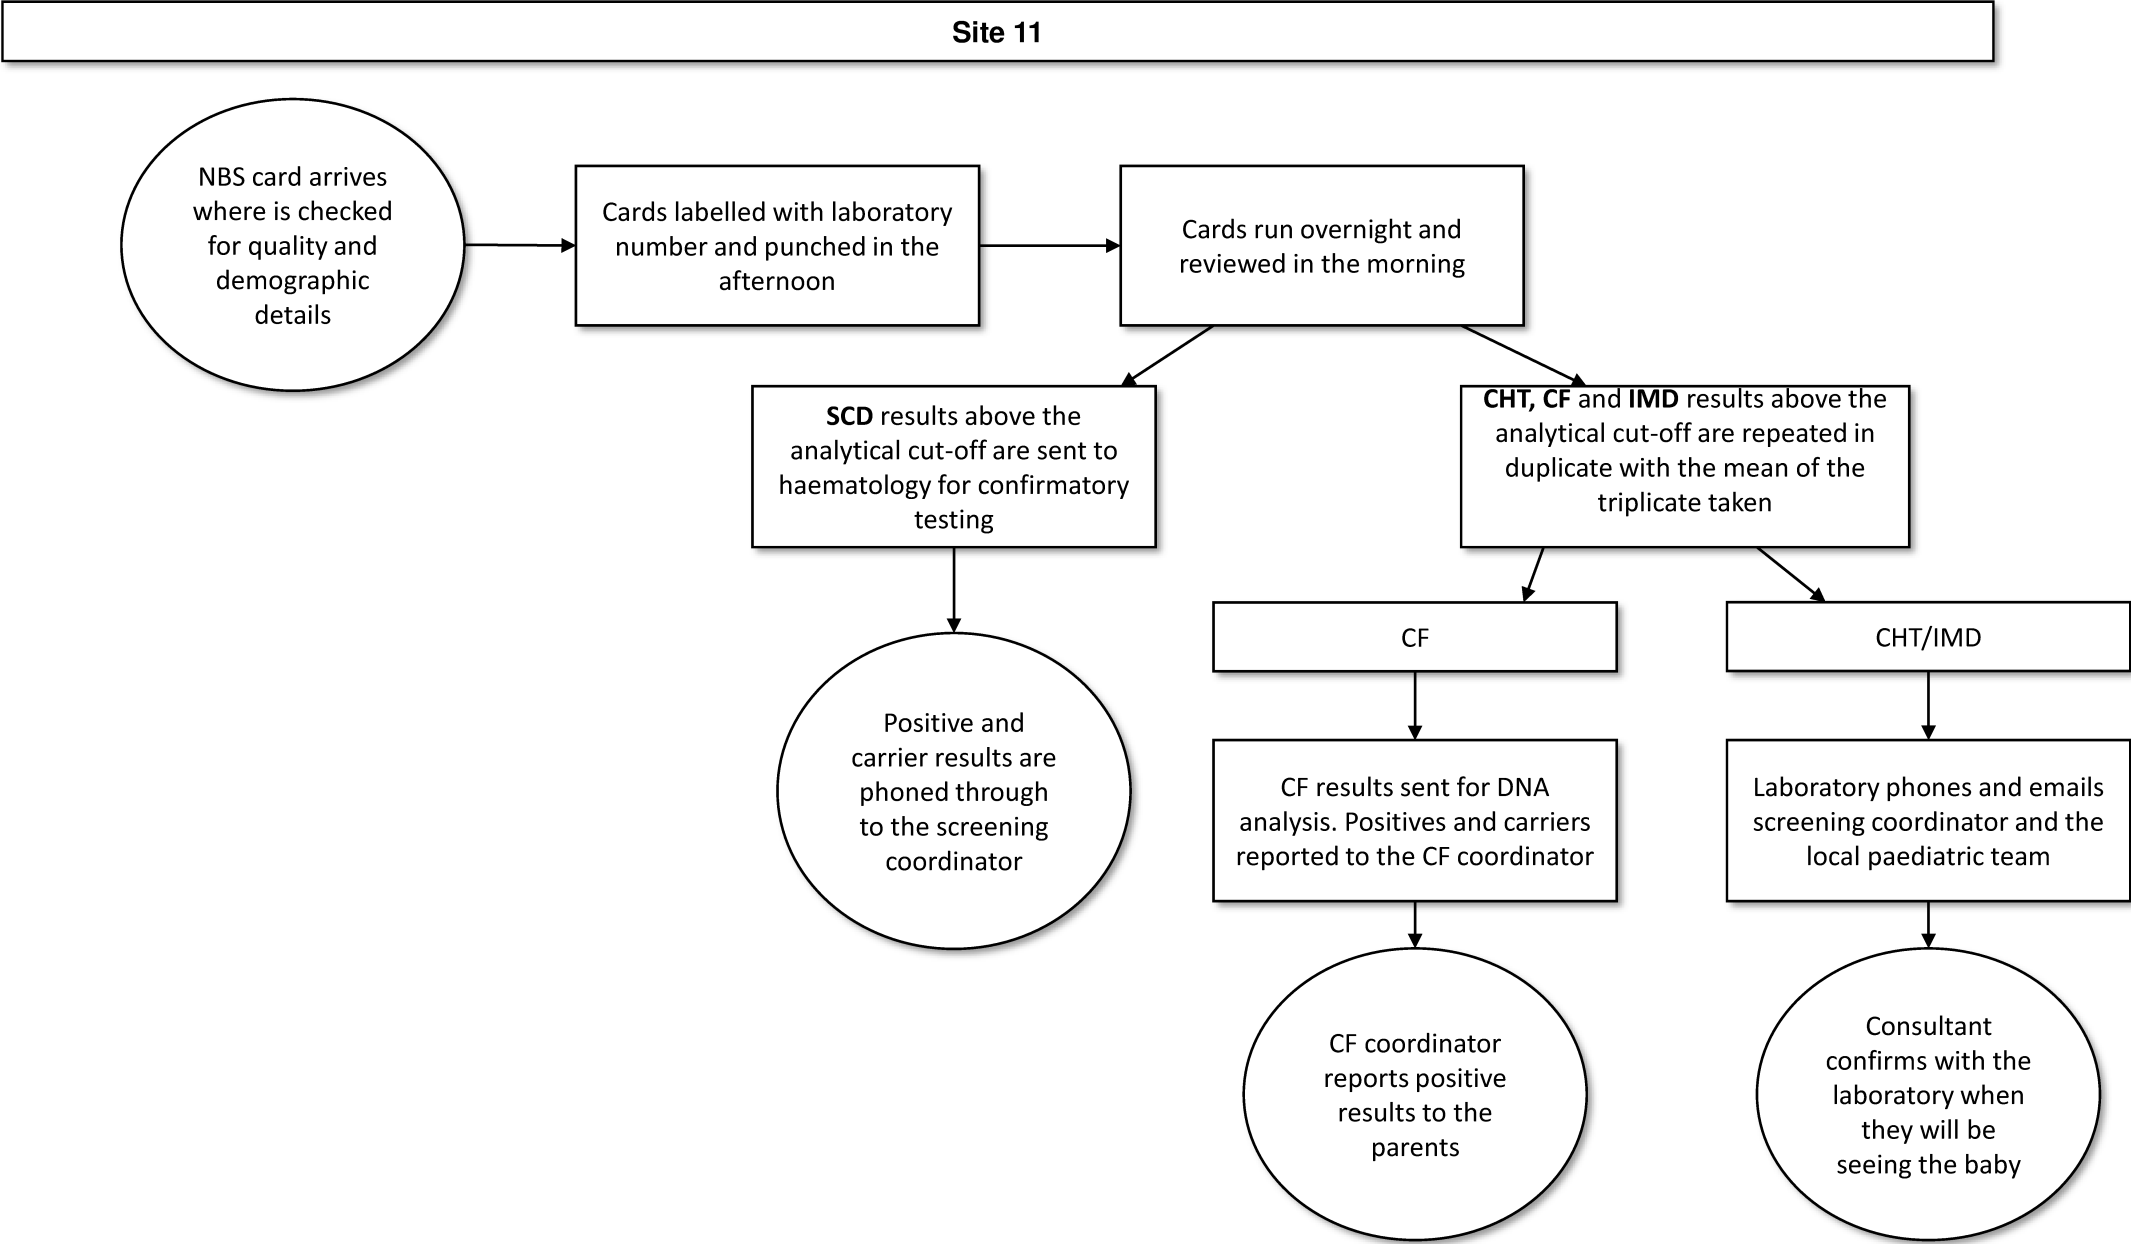 Site 11
NBS card arrives
where is checked
for quality and
demographic
details
Cards labelled with laboratory
number and punched in the
afternoon
Cards run overnight and
reviewed in the morning
SCD results above the
analytical cut-off are sent to
haematology for confirmatory
testing
CHT, CF and IMD results above the
analytical cut-off are repeated in
duplicate with the mean of the
triplicate taken
Positive and
carrier results are
phoned through
to the screening
coordinator
CF
CF results sent for DNA
analysis. Positives and carriers
reported to the CF coordinator
CF coordinator
reports positive
results to the
parents
CHT/IMD
Laboratory phones and emails
screening coordinator and the
local paediatric team
Consultant
confirms with the
laboratory when
they will be
seeing the baby